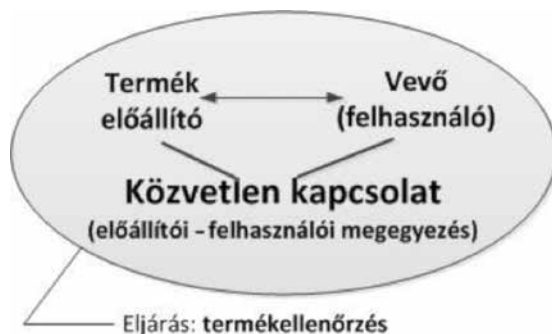 Termék
előállító
Vevő
(felhasználó)
Közvetlen kapcsolat
(előállítói – felhasználói megegyezés)
Eljárás: termékellenőrzés